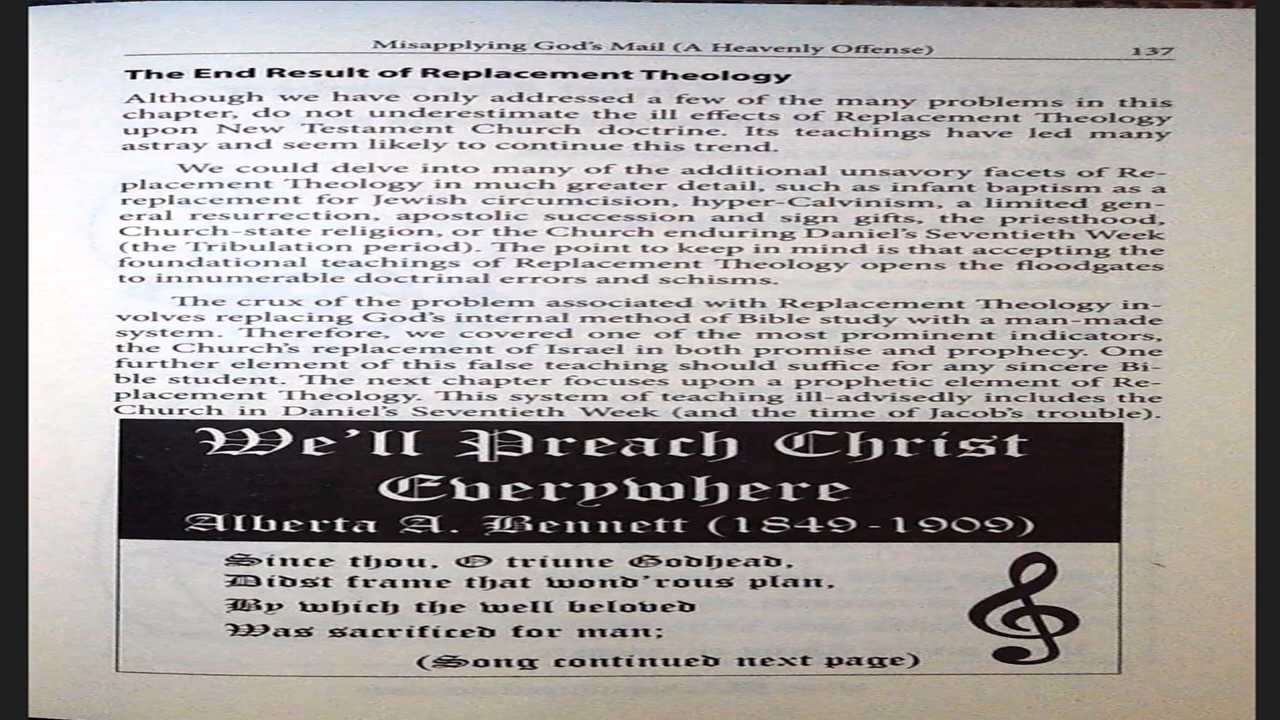 Misapplying God's Mail (A Heavenly Offense) 137
The End Result of Replacement Theology
Although we have only addressed a few of the many problems in this
chapter, do not underestimate the ill effects of Replacement Theology
upon New Testament Church doctrine. Its teachings have led many
astray and seem likely to continue this trend.
We could delve into many of the additional unsavory facets of Re-
placement Theology in much greater detail, such as infant baptism as a
replacement for Jewish circumcision, hyper-Calvinism, a limited gen-
eral resurrection, apostolic succession and sign gifts, the priesthood,
Church-state religion, or the Church enduring Daniel's Seventieth Week
(the Tribulation period). The point to keep in mind is that accepting the
foundational teachings of Replacement Theology opens the floodgates
to innumerable doctrinal errors and schisms.
The crux of the problem associated with Replacement Theology in-
volves replacing God's internal method of Bible study with a man-made
system. Therefore, we covered one of the most prominent indicators,
the Church's replacement of Israel in both promise and prophecy. One
further element of this false teaching should suffice for any sincere Bi-
ble student. The next chapter focuses upon a prophetic element of Re-
placement Theology. This system of teaching ill-advisedly includes the
Church in Daniel's Seventieth Week (and the time of Jacob's trouble).
We'll Preach Christ
Everywhere
Alberta A. Bennett (1849-1909)
Since thou, O triune Godhead,
Didst frame that wond'rous plan,
By which the well beloved
Was sacrificed for man;
(Song continued next page)